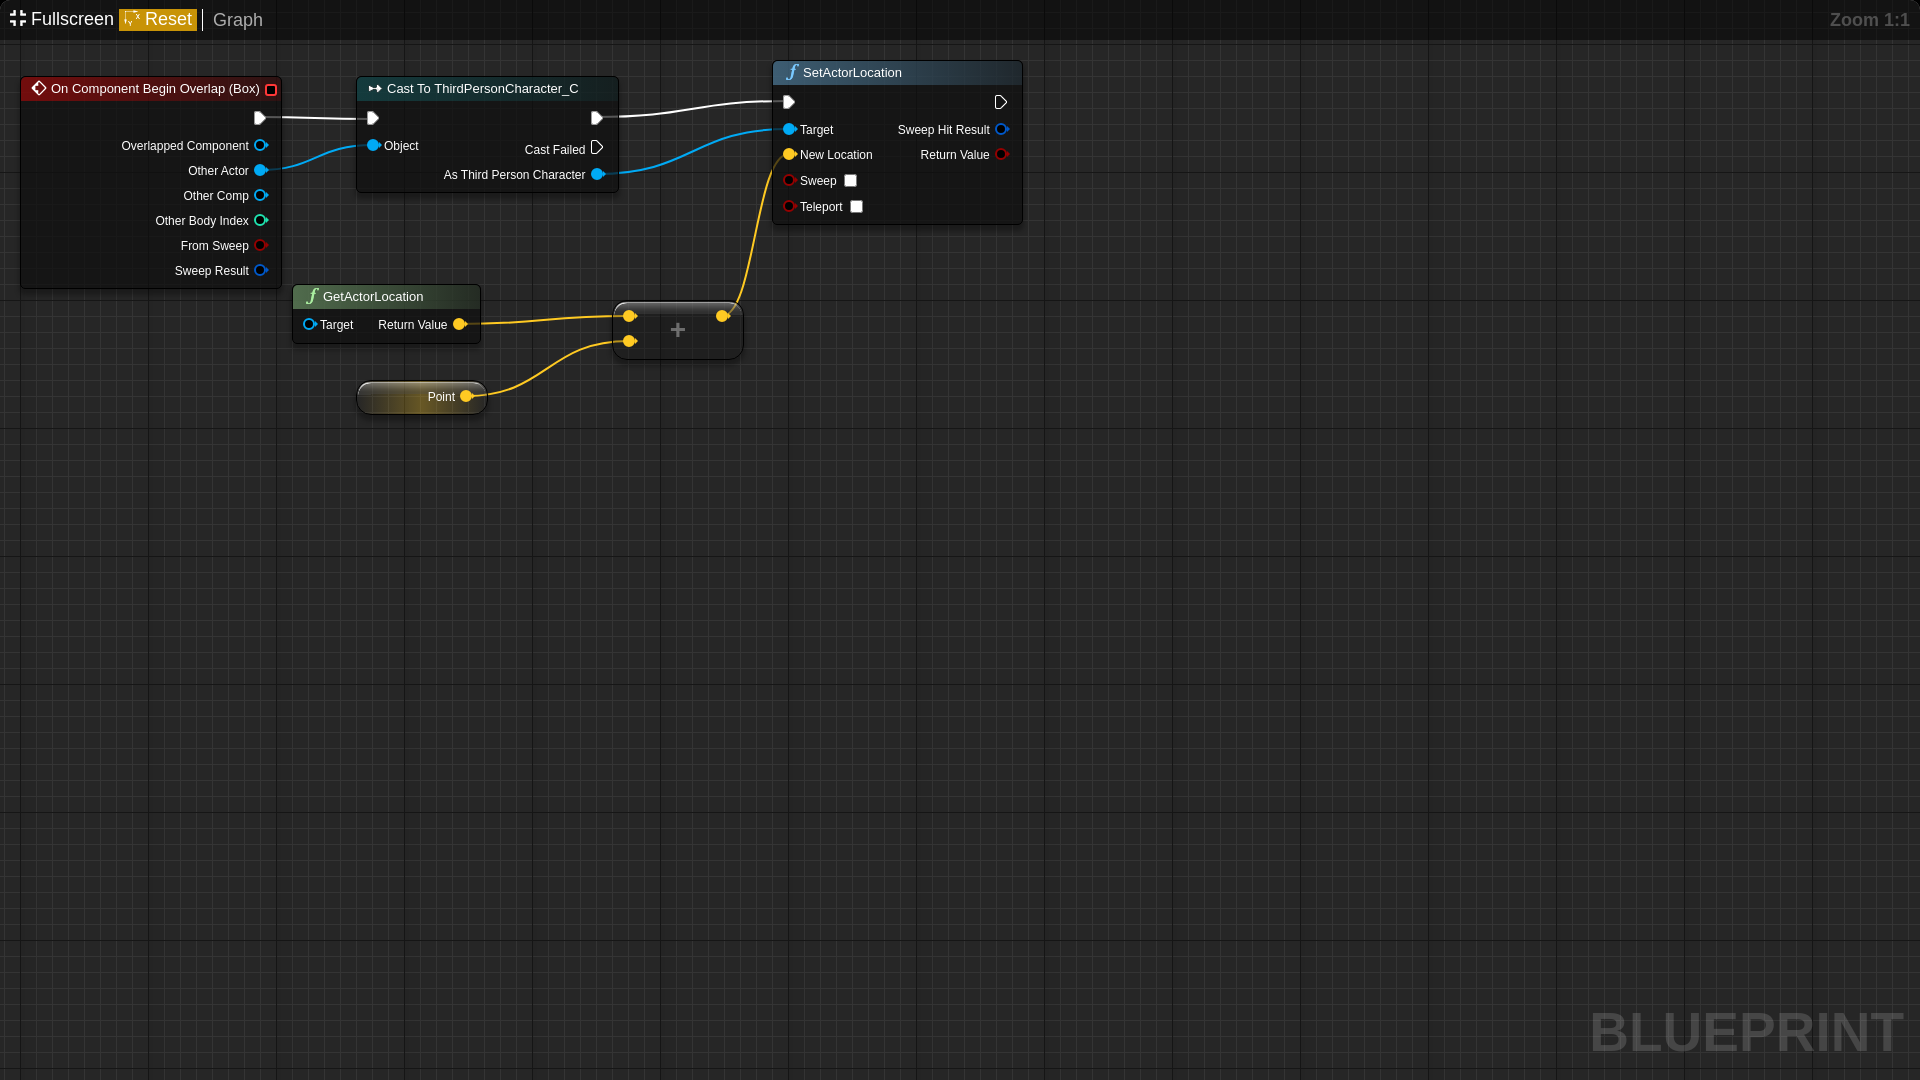 Fullscreen Reset Graph
Zoom 1:1
On Component Begin Overlap (Box)
Overlapped Component
Other Actor
Other Comp
Other Body Index
From Sweep
Sweep Result
Cast To ThirdPersonCharacter_C
Object
Cast Failed
As Third Person Character
SetActorLocation
Target Sweep Hit Result
New Location Return Value
Sweep
Teleport
GetActorLocation
Target Return Value
+
Point
BLUEPRINT